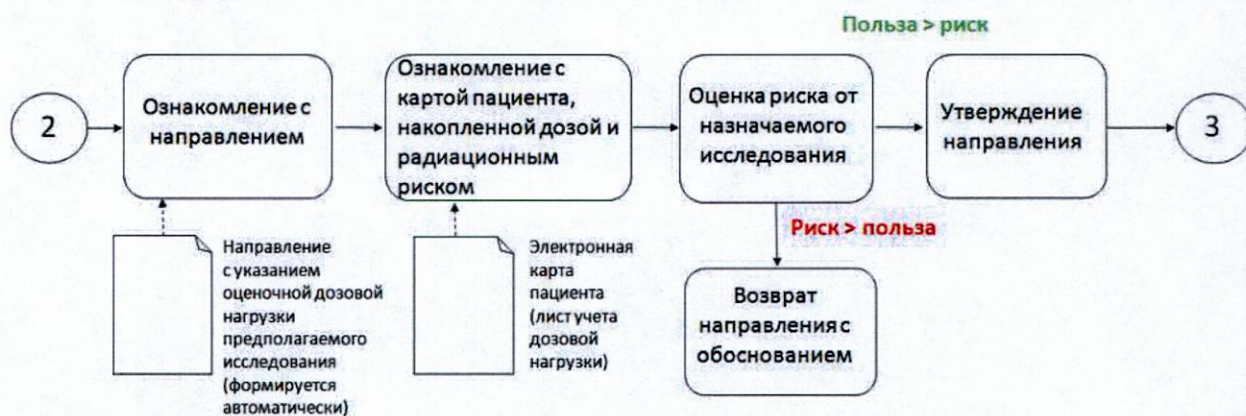 Польза > риск
2
Ознакомление с
направлением
Ознакомление с
картой пациента,
накопленной дозой и
радиационным
риском
Оценка риска от
назначаемого
исследования
Утверждение
направления
3
Направление
с указанием
оценочной дозовой
нагрузки
предполагаемого
исследования
(формируется
автоматически)
Электронная
карта
пациента
(лист учета
дозовой
нагрузки)
Риск > польза
Возврат
направления с
обоснованием